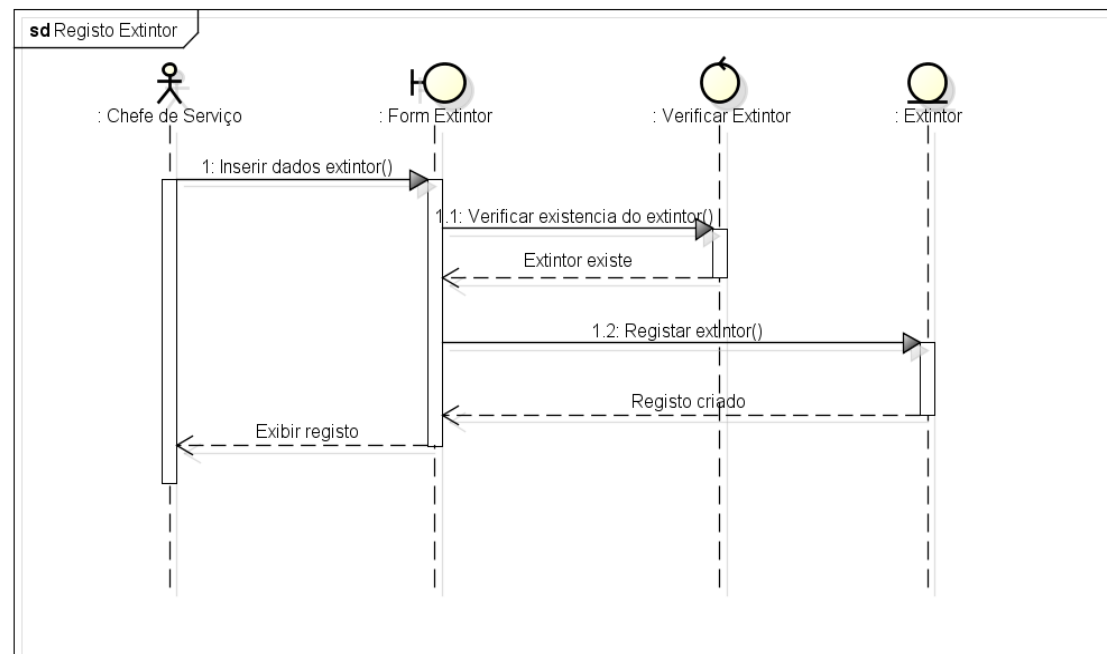 sd Registo Extintor
: Chefe de Serviço
: Form Extintor
: Verificar Extintor
: Extintor
1: Inserir dados extintor()
1.1: Verificar existencia do extintor()
Extintor existe
1.2: Registar extintor()
Registo criado
Exibir registo